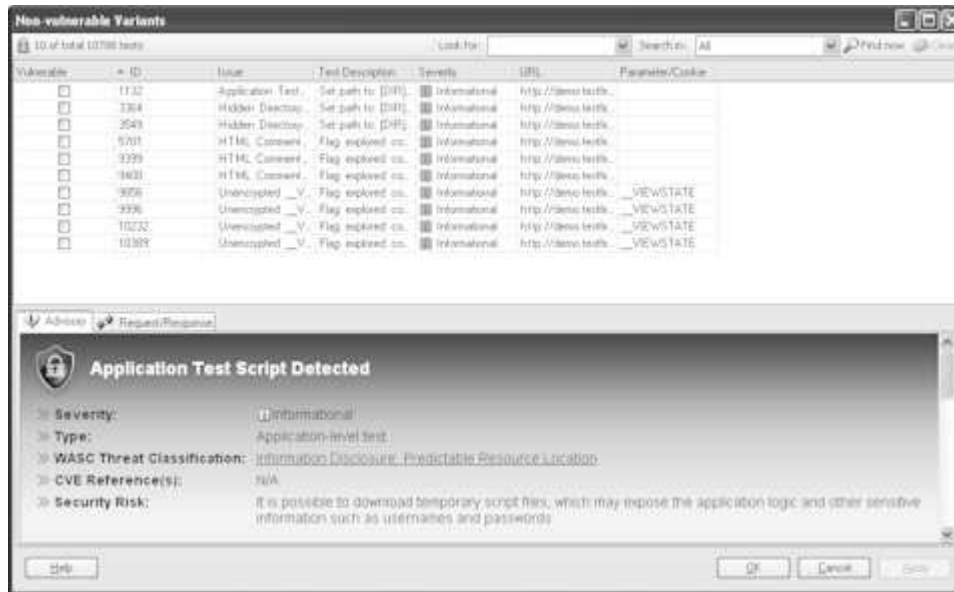 Non-vulnerable Variants
10 of total 10798 tests
Look for:
Search in: All
Find now
Vulnerable ID Issue Test Description Severity URL Parameter/Cookie
1132 Application Test.. Set path to: [DIR].. Informational http://demo.testfir..
3364 Hidden Directory.. Set path to: [DIR].. Informational http://demo.testfir..
3549 Hidden Directory.. Set path to: [DIR].. Informational http://demo.testfir..
5701 HTML Comment.. Flag explored co.. Informational http://demo.testfir..
9399 HTML Comment.. Flag explored co.. Informational http://demo.testfir..
HTML Comment.. Flag explored co.. Informational http://demo.testfir..
Unencrypted __V.. Flag explored co.. Informational http://demo.testfir.. __VIEWSTATE
9996 Unencrypted __V.. Flag explored co.. Informational http://demo.testfir.. __VIEWSTATE
10232 Unencrypted __V.. Flag explored co.. Informational http://demo.testfir.. __VIEWSTATE
10389 Unencrypted __V.. Flag explored co.. Informational http://demo.testfir.. __VIEWSTATE
Advisory Request/Response
Application Test Script Detected
Severity: Informational
Type: Application-level test
WASC Threat Classification: Information Disclosure: Predictable Resource Location
CVE Reference(s): N/A
Security Risk: It is possible to download temporary script files, which may expose the application logic and other sensitive
information such as usernames and passwords
Help OK Cancel Apply